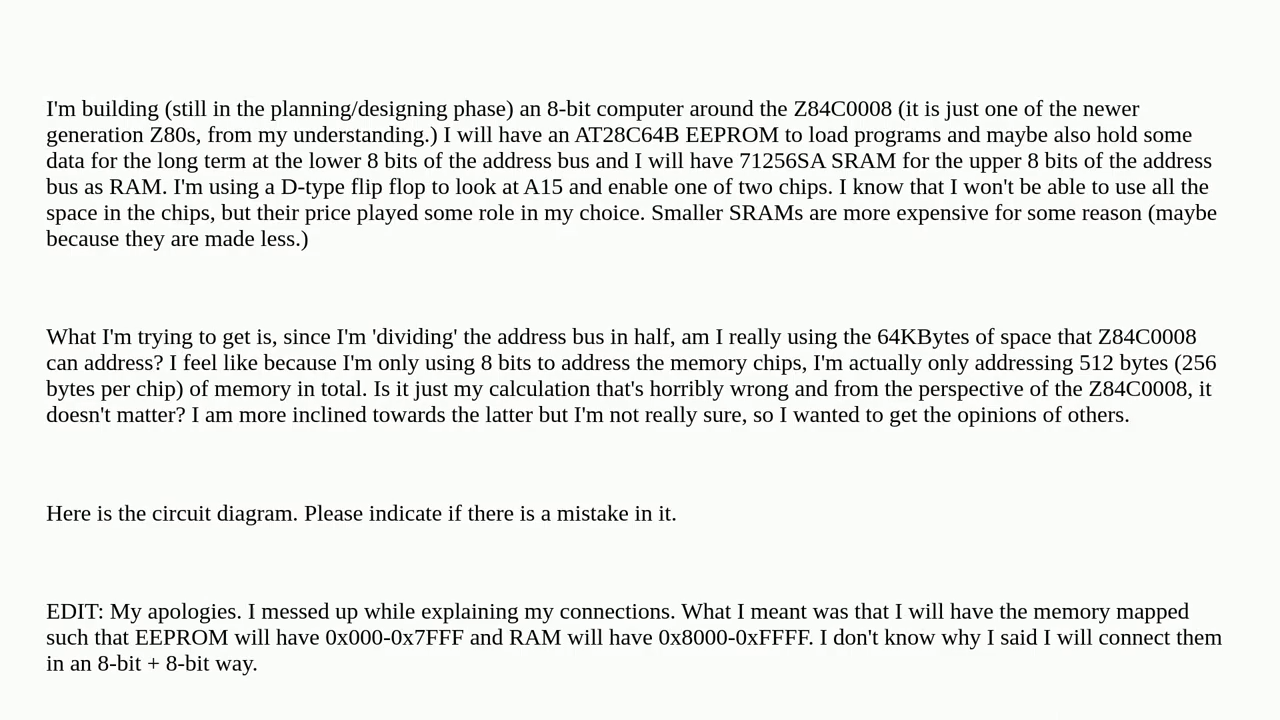 I'm building (still in the planning/designing phase) an 8-bit computer around the Z84C0008 (it is just one of the newer
generation Z80s, from my understanding.) I will have an AT28C64B EEPROM to load programs and maybe also hold some
data for the long term at the lower 8 bits of the address bus and I will have 71256SA SRAM for the upper 8 bits of the address
bus as RAM. I'm using a D-type flip flop to look at A15 and enable one of two chips. I know that I won't be able to use all the
space in the chips, but their price played some role in my choice. Smaller SRAMs are more expensive for some reason (maybe
because they are made less.)
What I'm trying to get is, since I'm 'dividing' the address bus in half, am I really using the 64KBytes of space that Z84C0008
can address? I feel like because I'm only using 8 bits to address the memory chips, I'm actually only addressing 512 bytes (256
bytes per chip) of memory in total. Is it just my calculation that's horribly wrong and from the perspective of the Z84C0008, it
doesn't matter? I am more inclined towards the latter but I'm not really sure, so I wanted to get the opinions of others.
Here is the circuit diagram. Please indicate if there is a mistake in it.
EDIT: My apologies. I messed up while explaining my connections. What I meant was that I will have the memory mapped
such that EEPROM will have 0x000-0x7FFF and RAM will have 0x8000-0xFFFF. I don't know why I said I will connect them
in an 8-bit + 8-bit way.